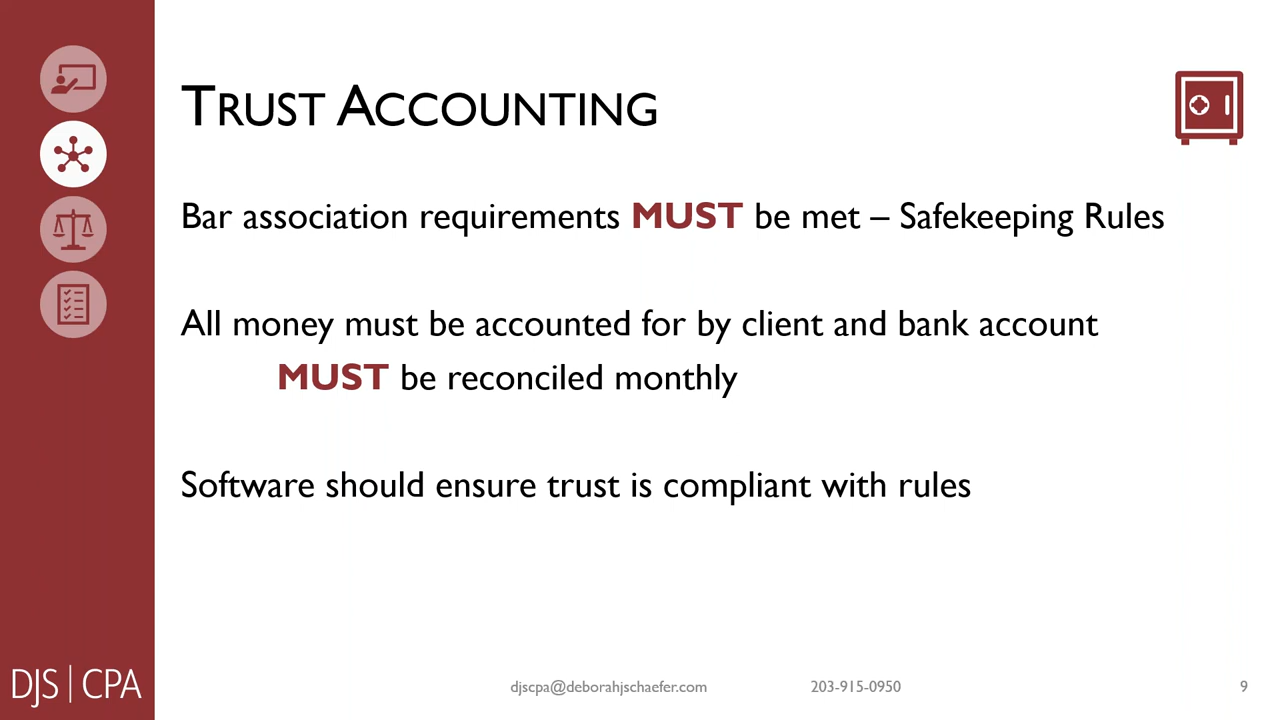 TRUST ACCOUNTING
Bar association requirements MUST be met – Safekeeping Rules
All money must be accounted for by client and bank account
MUST be reconciled monthly
Software should ensure trust is compliant with rules
DJS | CPA
djscpa@deborahjschaefer.com
203-915-0950
9